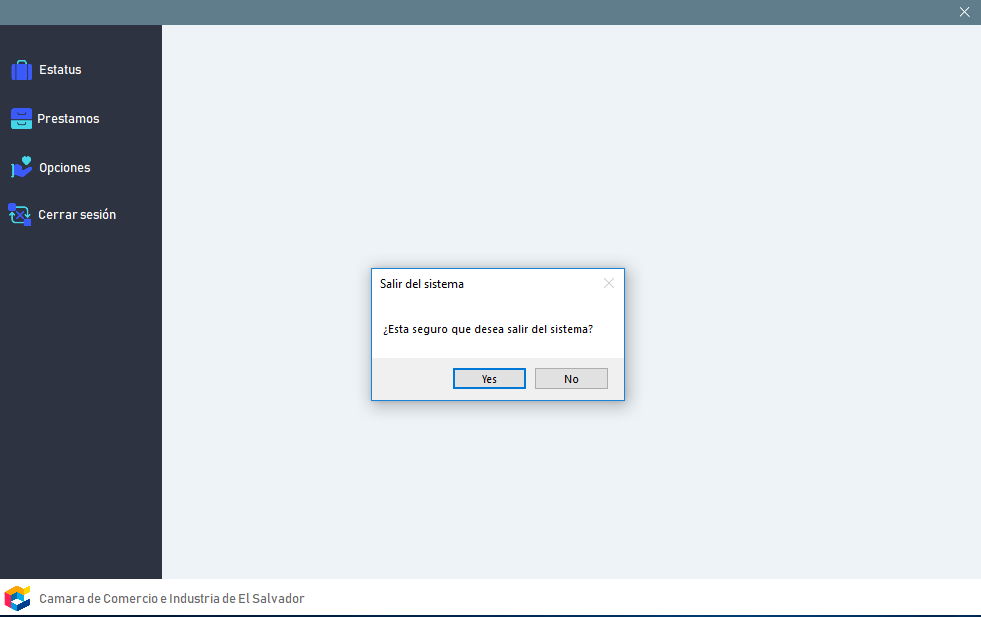 Estatus
Prestamos
Opciones
Cerrar sesión
Salir del sistema
¿Esta seguro que desea salir del sistema?
Yes
No
Camara de Comercio e Industria de El Salvador